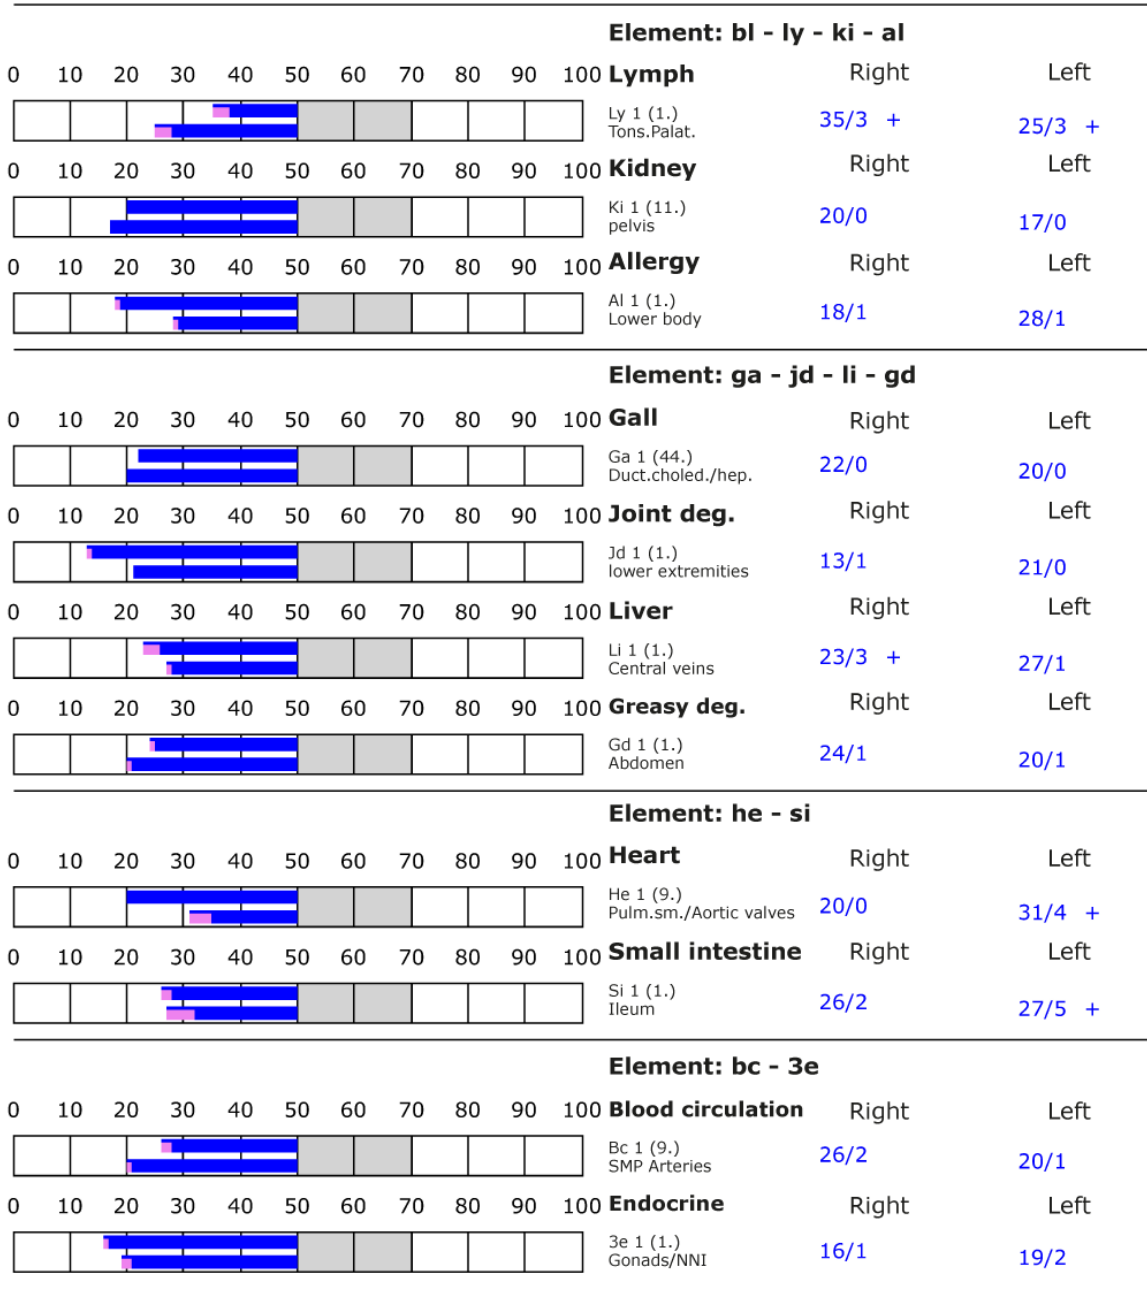 Element: bl - ly - ki - al
0 10 20 30 40 50 60 70 80 90 100 Lymph Right Left
Ly 1 (1.) 35/3 + 25/3 +
Tons.Palat.
0 10 20 30 40 50 60 70 80 90 100 Kidney Right Left
Ki 1 (11.) 20/0 17/0
pelvis
0 10 20 30 40 50 60 70 80 90 100 Allergy Right Left
Al 1 (1.) 18/1 28/1
Lower body
Element: ga - jd - li - gd
0 10 20 30 40 50 60 70 80 90 100 Gall Right Left
Ga 1 (44.) 22/0 20/0
Duct.choled./hep.
0 10 20 30 40 50 60 70 80 90 100 Joint deg. Right Left
Jd 1 (1.) 13/1 21/0
lower extremities
0 10 20 30 40 50 60 70 80 90 100 Liver Right Left
Li 1 (1.) 23/3 + 27/1
Central veins
0 10 20 30 40 50 60 70 80 90 100 Greasy deg. Right Left
Gd 1 (1.) 24/1 20/1
Abdomen
Element: he - si
0 10 20 30 40 50 60 70 80 90 100 Heart Right Left
He 1 (9.) 20/0 31/4 +
Pulm.sm./Aortic valves
0 10 20 30 40 50 60 70 80 90 100 Small intestine Right Left
Si 1 (1.) 26/2 27/5 +
Ileum
Element: bc - 3e
0 10 20 30 40 50 60 70 80 90 100 Blood circulation Right Left
Bc 1 (9.) 26/2 20/1
SMP Arteries
0 10 20 30 40 50 60 70 80 90 100 Endocrine Right Left
3e 1 (1.) 16/1 19/2
Gonads/NNI